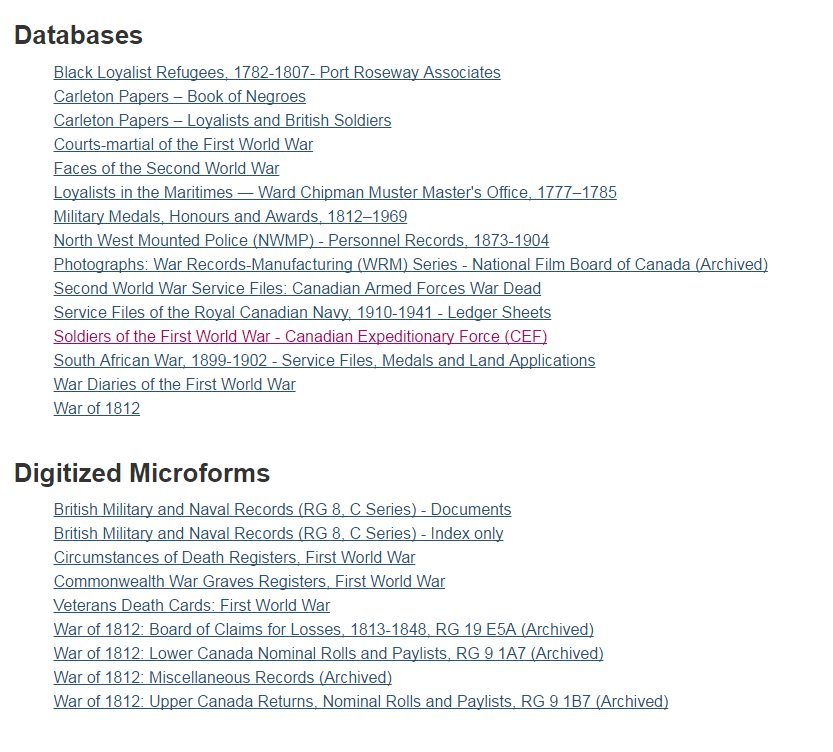 Databases
Black Loyalist Refugees, 1782-1807- Port Roseway Associates
Carleton Papers – Book of Negroes
Carleton Papers – Loyalists and British Soldiers
Courts-martial of the First World War
Faces of the Second World War
Loyalists in the Maritimes — Ward Chipman Muster Master's Office, 1777–1785
Military Medals, Honours and Awards, 1812–1969
North West Mounted Police (NWMP) - Personnel Records, 1873-1904
Photographs: War Records-Manufacturing (WRM) Series - National Film Board of Canada (Archived)
Second World War Service Files: Canadian Armed Forces War Dead
Service Files of the Royal Canadian Navy, 1910-1941 - Ledger Sheets
Soldiers of the First World War - Canadian Expeditionary Force (CEF)
South African War, 1899-1902 - Service Files, Medals and Land Applications
War Diaries of the First World War
War of 1812
Digitized Microforms
British Military and Naval Records (RG 8, C Series) - Documents
British Military and Naval Records (RG 8, C Series) - Index only
Circumstances of Death Registers, First World War
Commonwealth War Graves Registers, First World War
Veterans Death Cards: First World War
War of 1812: Board of Claims for Losses, 1813-1848, RG 19 E5A (Archived)
War of 1812: Lower Canada Nominal Rolls and Paylists, RG 9 1A7 (Archived)
War of 1812: Miscellaneous Records (Archived)
War of 1812: Upper Canada Returns, Nominal Rolls and Paylists, RG 9 1B7 (Archived)